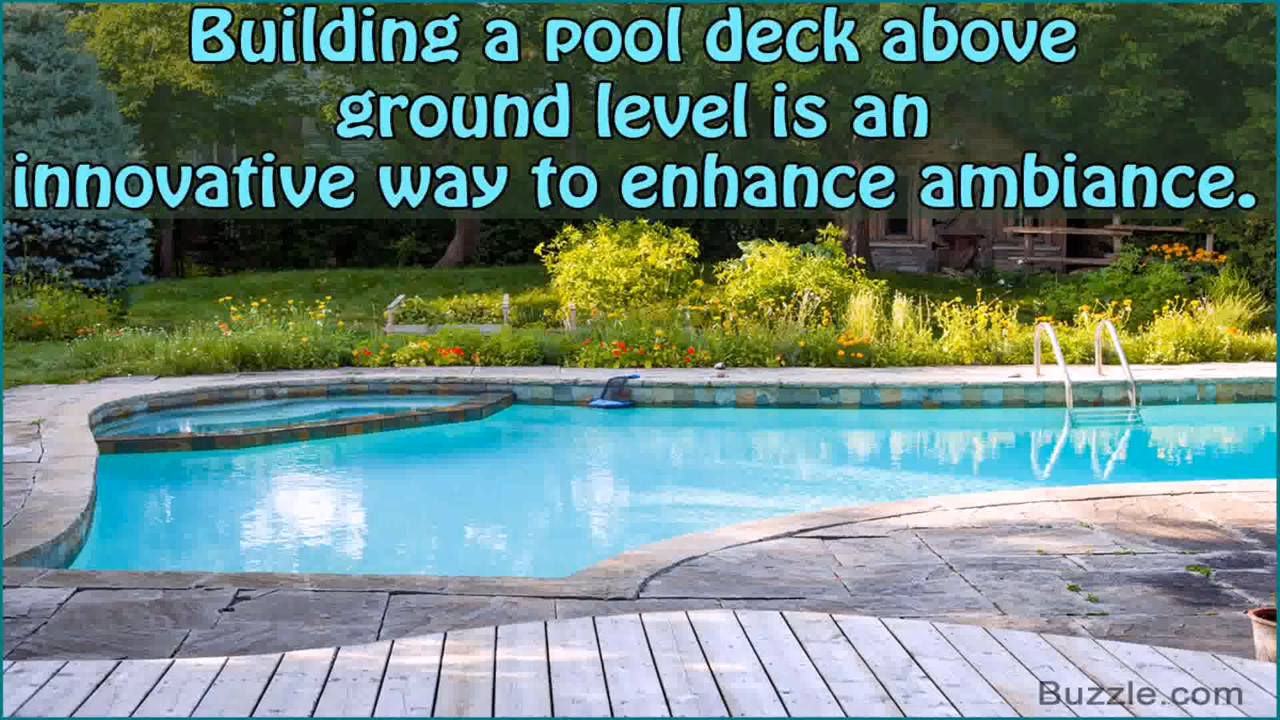 Building a pool deck above
ground level is an
innovative way to enhance ambiance.
Buzzle.com